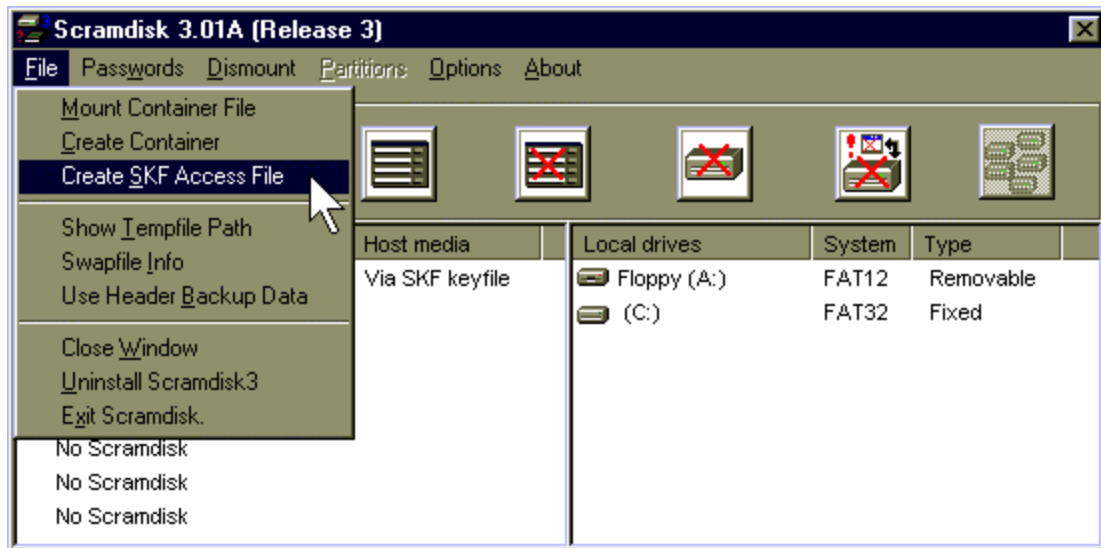 Scramdisk 3.01A (Release 3)
File Passwords Dismount Partitions Options About
Mount Container File
Create Container
Create SKF Access File
Show Tempfile Path
Swapfile Info
Use Header Backup Data
Close Window
Uninstall Scramdisk3
Exit Scramdisk.
No Scramdisk
No Scramdisk
No Scramdisk
Host media
Via SKF keyfile
Local drives System Type
Floppy (A:) FAT12 Removable
(C:) FAT32 Fixed